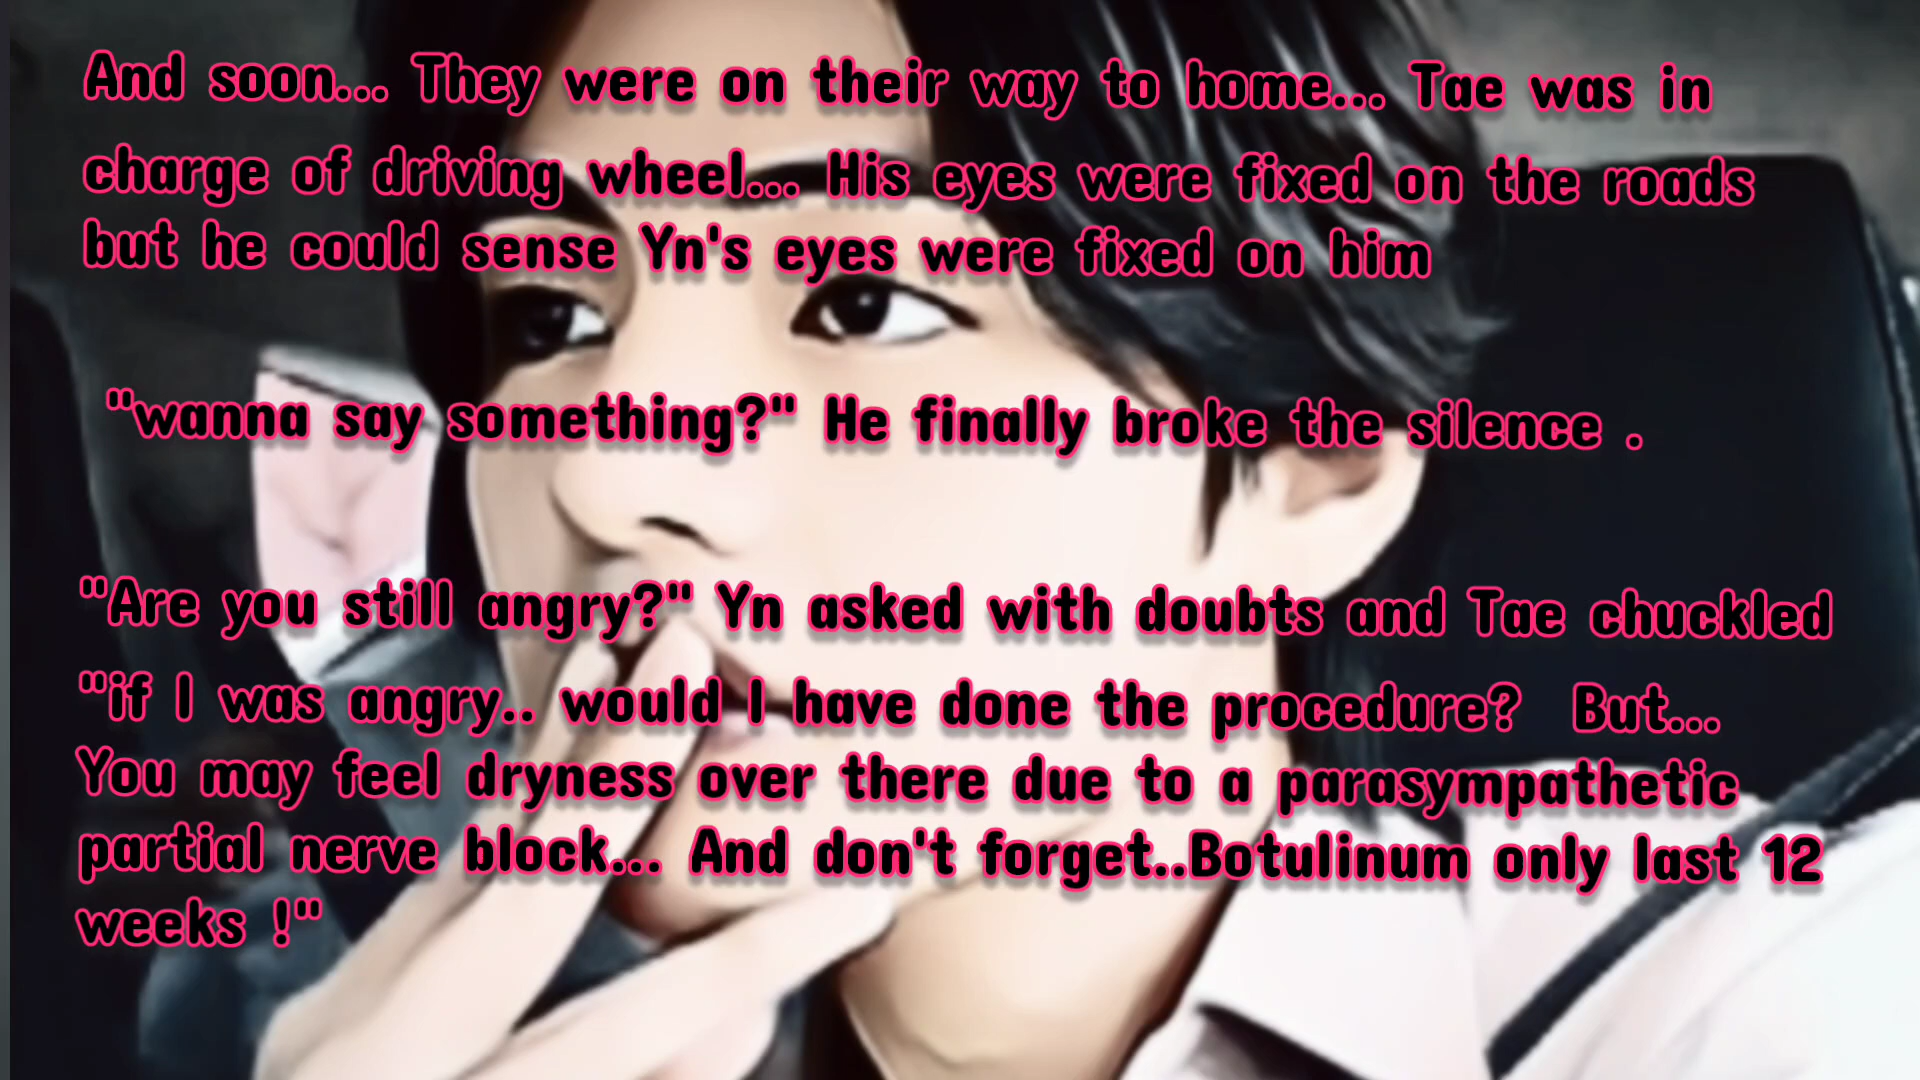 And soon... They were on their way to home... Tae was in
charge of driving wheel... His eyes were fixed on the roads
but he could sense Yn's eyes were fixed on him
"wanna say something?" He finally broke the silence .
"Are you still angry?" Yn asked with doubts and Tae chuckled
"if I was angry.. would I have done the procedure? But...
You may feel dryness over there due to a parasympathetic
partial nerve block... And don't forget..Botulinum only last 12
weeks !"